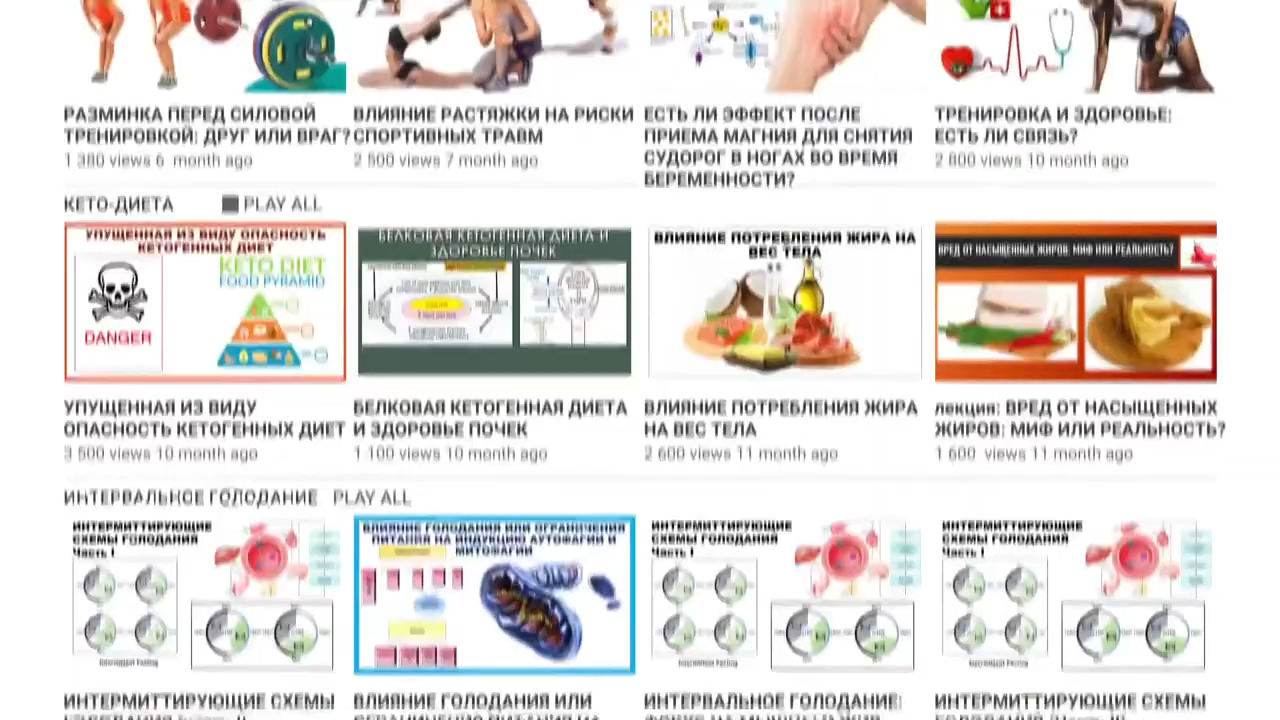 РАЗМИНКА ПЕРЕД СИЛОВОЙ
ТРЕНИРОВКОЙ: ДРУГ ИЛИ ВРАГ?
1 380 views 6 month ago
ВЛИЯНИЕ РАСТЯЖКИ НА РИСКИ
СПОРТИВНЫХ ТРАВМ
2 500 views 7 month ago
ЕСТЬ ЛИ ЭФФЕКТ ПОСЛЕ
ПРИЕМА МАГНИЯ ДЛЯ СНЯТИЯ
СУДОРОГ В НОГАХ ВО ВРЕМЯ
БЕРЕМЕННОСТИ?
ТРЕНИРОВКА И ЗДОРОВЬЕ:
ЕСТЬ ЛИ СВЯЗЬ?
2 800 views 10 month ago
КЕТО-ДИЕТА PLAY ALL
УПУЩЕННАЯ ИЗ ВИДУ ОПАСНОСТЬ
КЕТОГЕННЫХ ДИЕТ
KETO DIET
FOOD PYRAMID
DANGER
БЕЛКОВАЯ КЕТОГЕННАЯ ДИЕТА И
ЗДОРОВЬЕ ПОЧЕК
ВЛИЯНИЕ ПОТРЕБЛЕНИЯ ЖИРА НА
ВЕС ТЕЛА
ВРЕД ОТ НАСЫЩЕННЫХ ЖИРОВ: МИФ ИЛИ РЕАЛЬНОСТЬ?
УПУЩЕННАЯ ИЗ ВИДУ
ОПАСНОСТЬ КЕТОГЕННЫХ ДИЕТ
3 500 views 10 month ago
БЕЛКОВАЯ КЕТОГЕННАЯ ДИЕТА
И ЗДОРОВЬЕ ПОЧЕК
1 100 views 10 month ago
ВЛИЯНИЕ ПОТРЕБЛЕНИЯ ЖИРА
НА ВЕС ТЕЛА
2 600 views 11 month ago
лекция: ВРЕД ОТ НАСЫЩЕННЫХ
ЖИРОВ: МИФ ИЛИ РЕАЛЬНОСТЬ?
1 600 views 11 month ago
ИНТЕРВАЛЬНОЕ ГОЛОДАНИЕ PLAY ALL
ИНТЕРМИТТИРУЮЩИЕ
СХЕМЫ ГОЛОДАНИЯ
Часть I
ВЛИЯНИЕ ГОЛОДАНИЯ ИЛИ ОГРАНИЧЕНИЯ
ПИТАНИЯ НА ИНДУКЦИЮ АУТОФАГИИ И
МИТОФАГИИ
ИНТЕРМИТТИРУЮЩИЕ
СХЕМЫ ГОЛОДАНИЯ
Часть I
ИНТЕРМИТТИРУЮЩИЕ
СХЕМЫ ГОЛОДАНИЯ
Часть I
ИНТЕРМИТТИРУЮЩИЕ СХЕМЫ
ВЛИЯНИЕ ГОЛОДАНИЯ ИЛИ
ИНТЕРВАЛЬНОЕ ГОЛОДАНИЕ:
ИНТЕРМИТТИРУЮЩИЕ СХЕМЫ